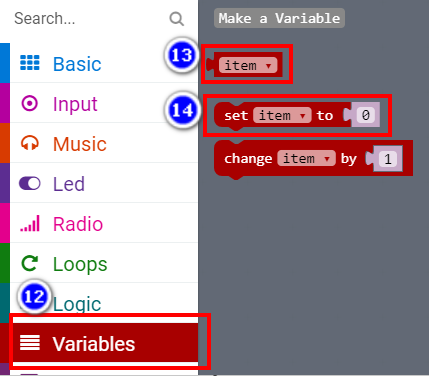 Search...
Basic
Input
Music
Led
Radio
Loops
12
Logic
Variables
Make a Variable
13
item
14
set item to 0
change item by 1